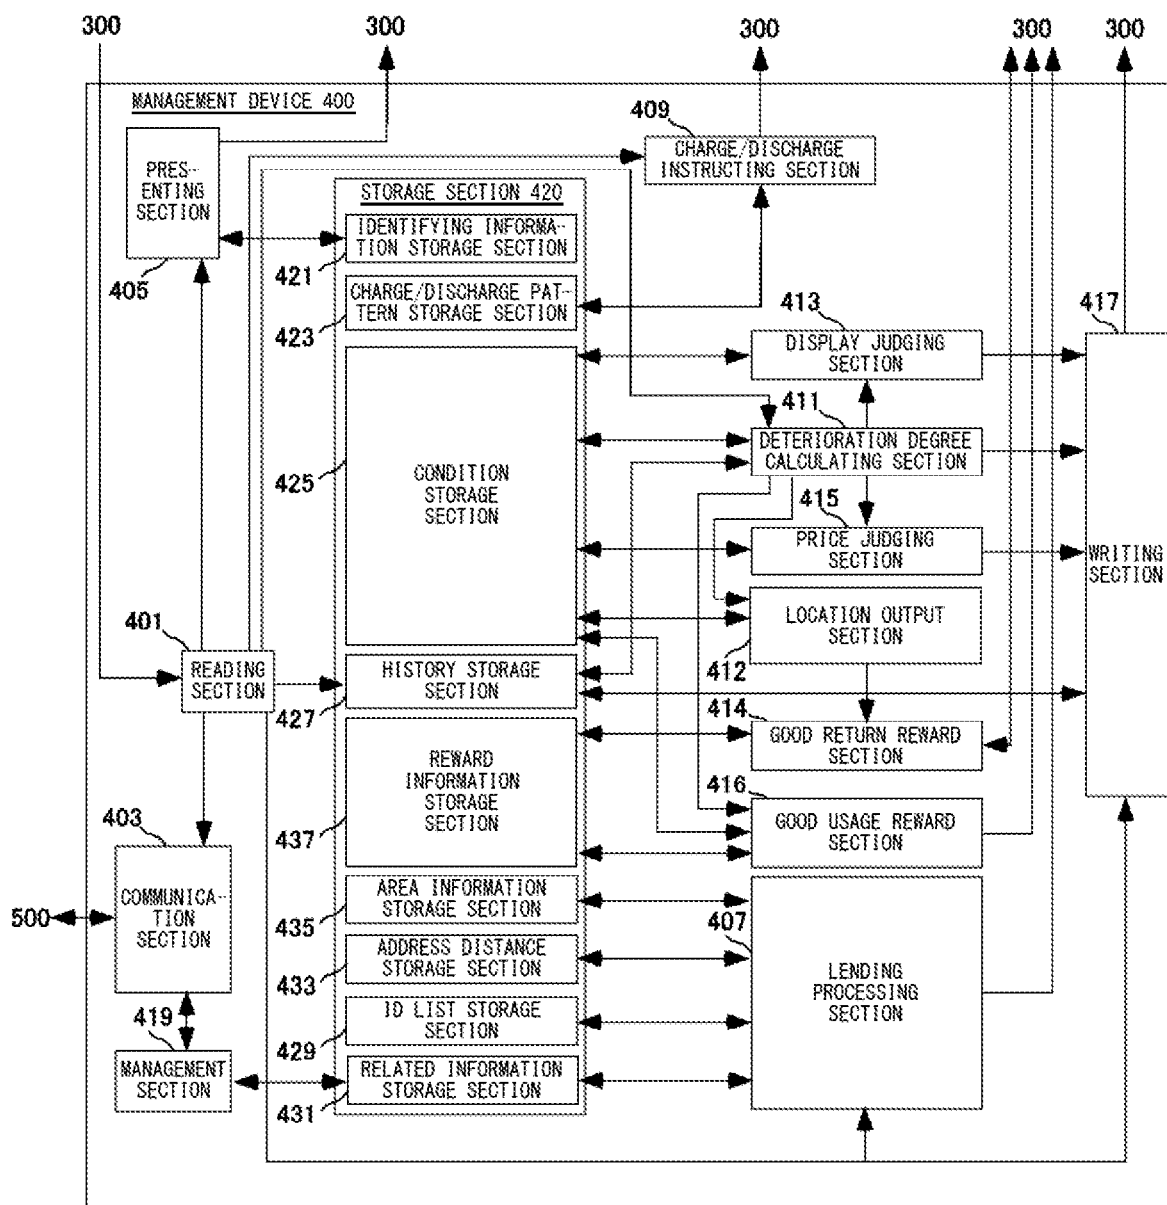 300
300
300
300
300
MANAGEMENT DEVICE 400
409
PRES-
ENTING
SECTION
405
CHARGE/DISCHARGE
INSTRUCTING SECTION
STORAGE SECTION 420
IDENTIFYING INFORMA-
TION STORAGE SECTION
421
CHARGE/DISCHARGE PAT-
TERN STORAGE SECTION
423
413
DISPLAY JUDGING
SECTION
417
411
DETERIORATION DEGREE
CALCULATING SECTION
CONDITION
STORAGE
SECTION
425
415
PRICE JUDGING
SECTION
WRITING
SECTION
LOCATION OUTPUT
SECTION
412
401
READING
SECTION
HISTORY STORAGE
SECTION
427
414
GOOD RETURN REWARD
SECTION
REWARD
INFORMATION
STORAGE
SECTION
437
416
GOOD USAGE REWARD
SECTION
403
COMMUNICA-
TION
SECTION
500
AREA INFORMATION
STORAGE SECTION
435
407
ADDRESS DISTANCE
STORAGE SECTION
433
LENDING
PROCESSING
SECTION
419
ID LIST STORAGE
SECTION
429
MANAGEMENT
SECTION
RELATED INFORMATION
STORAGE SECTION
431